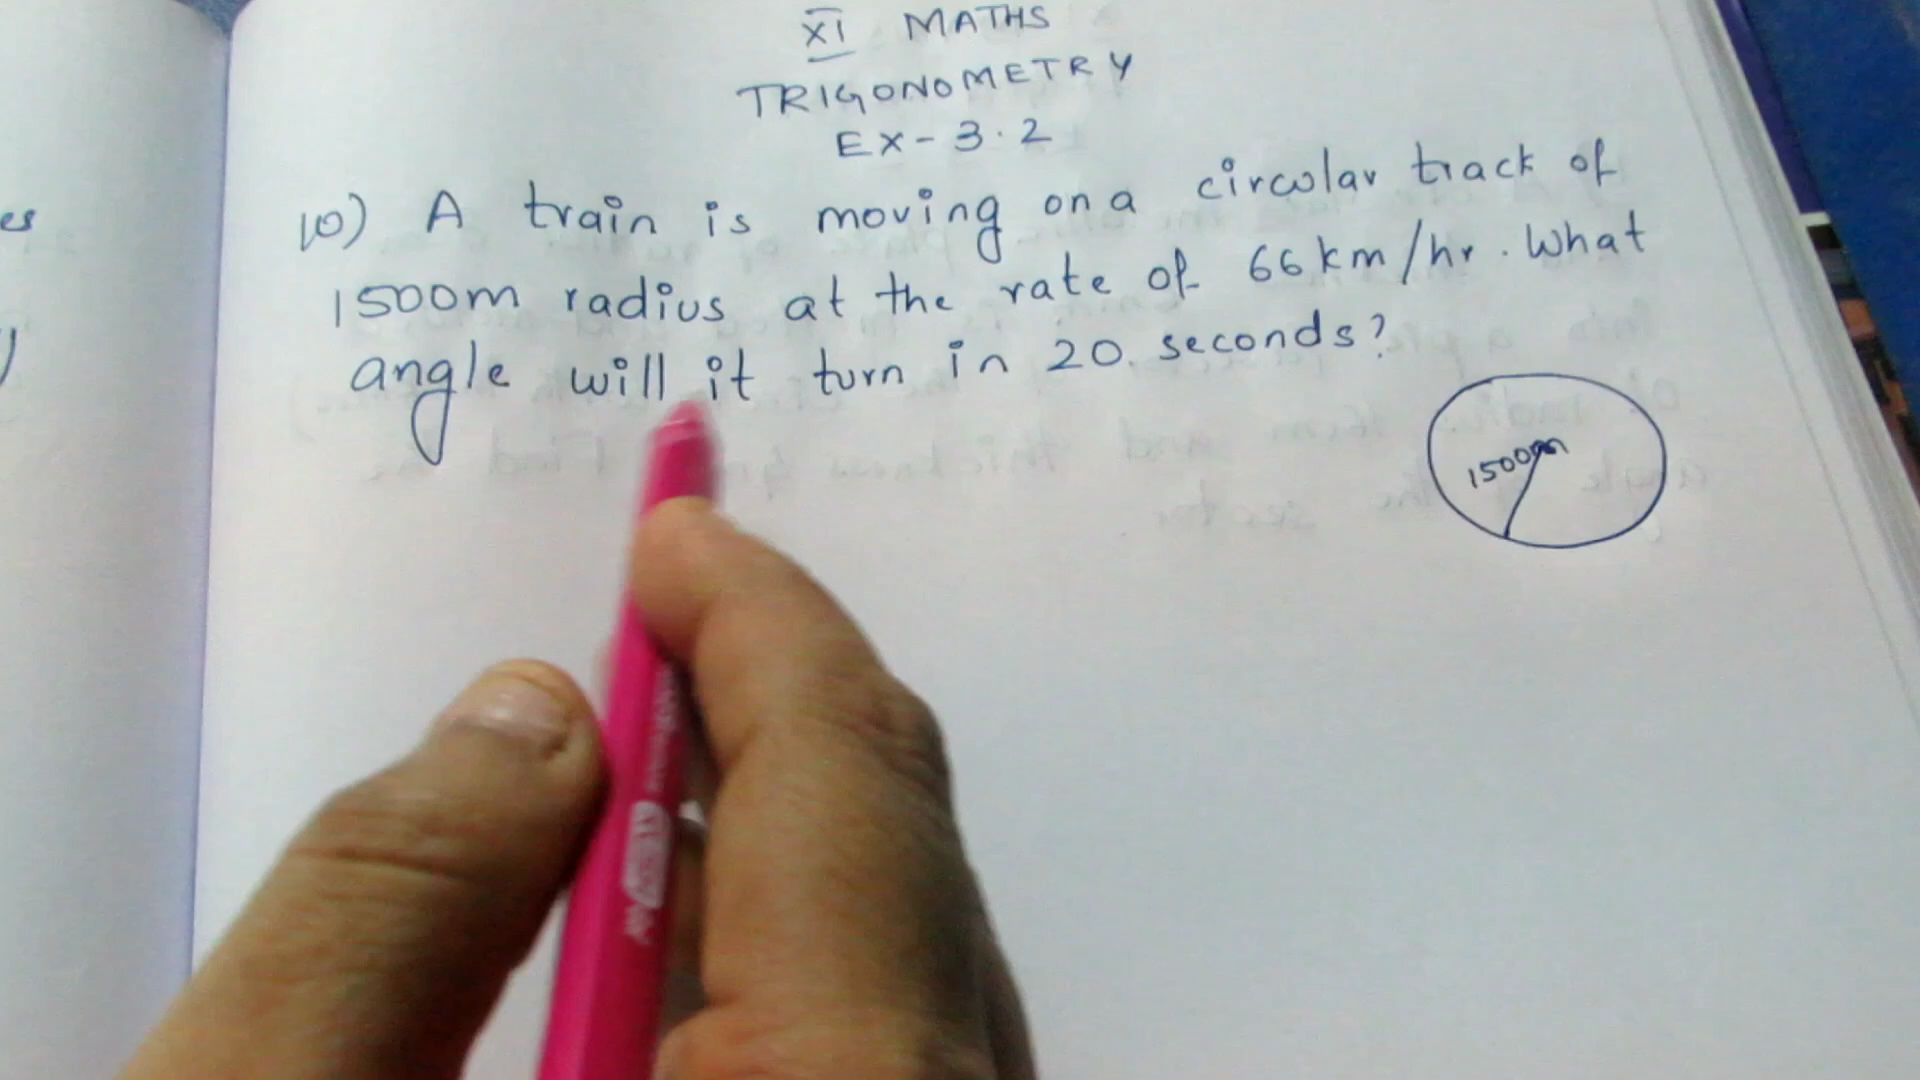 es
)
XI MATHS
TRIGONOMETRY
EX-3.2
10) A train is moving on a circular track of
1500m radius at the rate of 66km/hr. What
angle will it turn in 20 seconds?
1500m